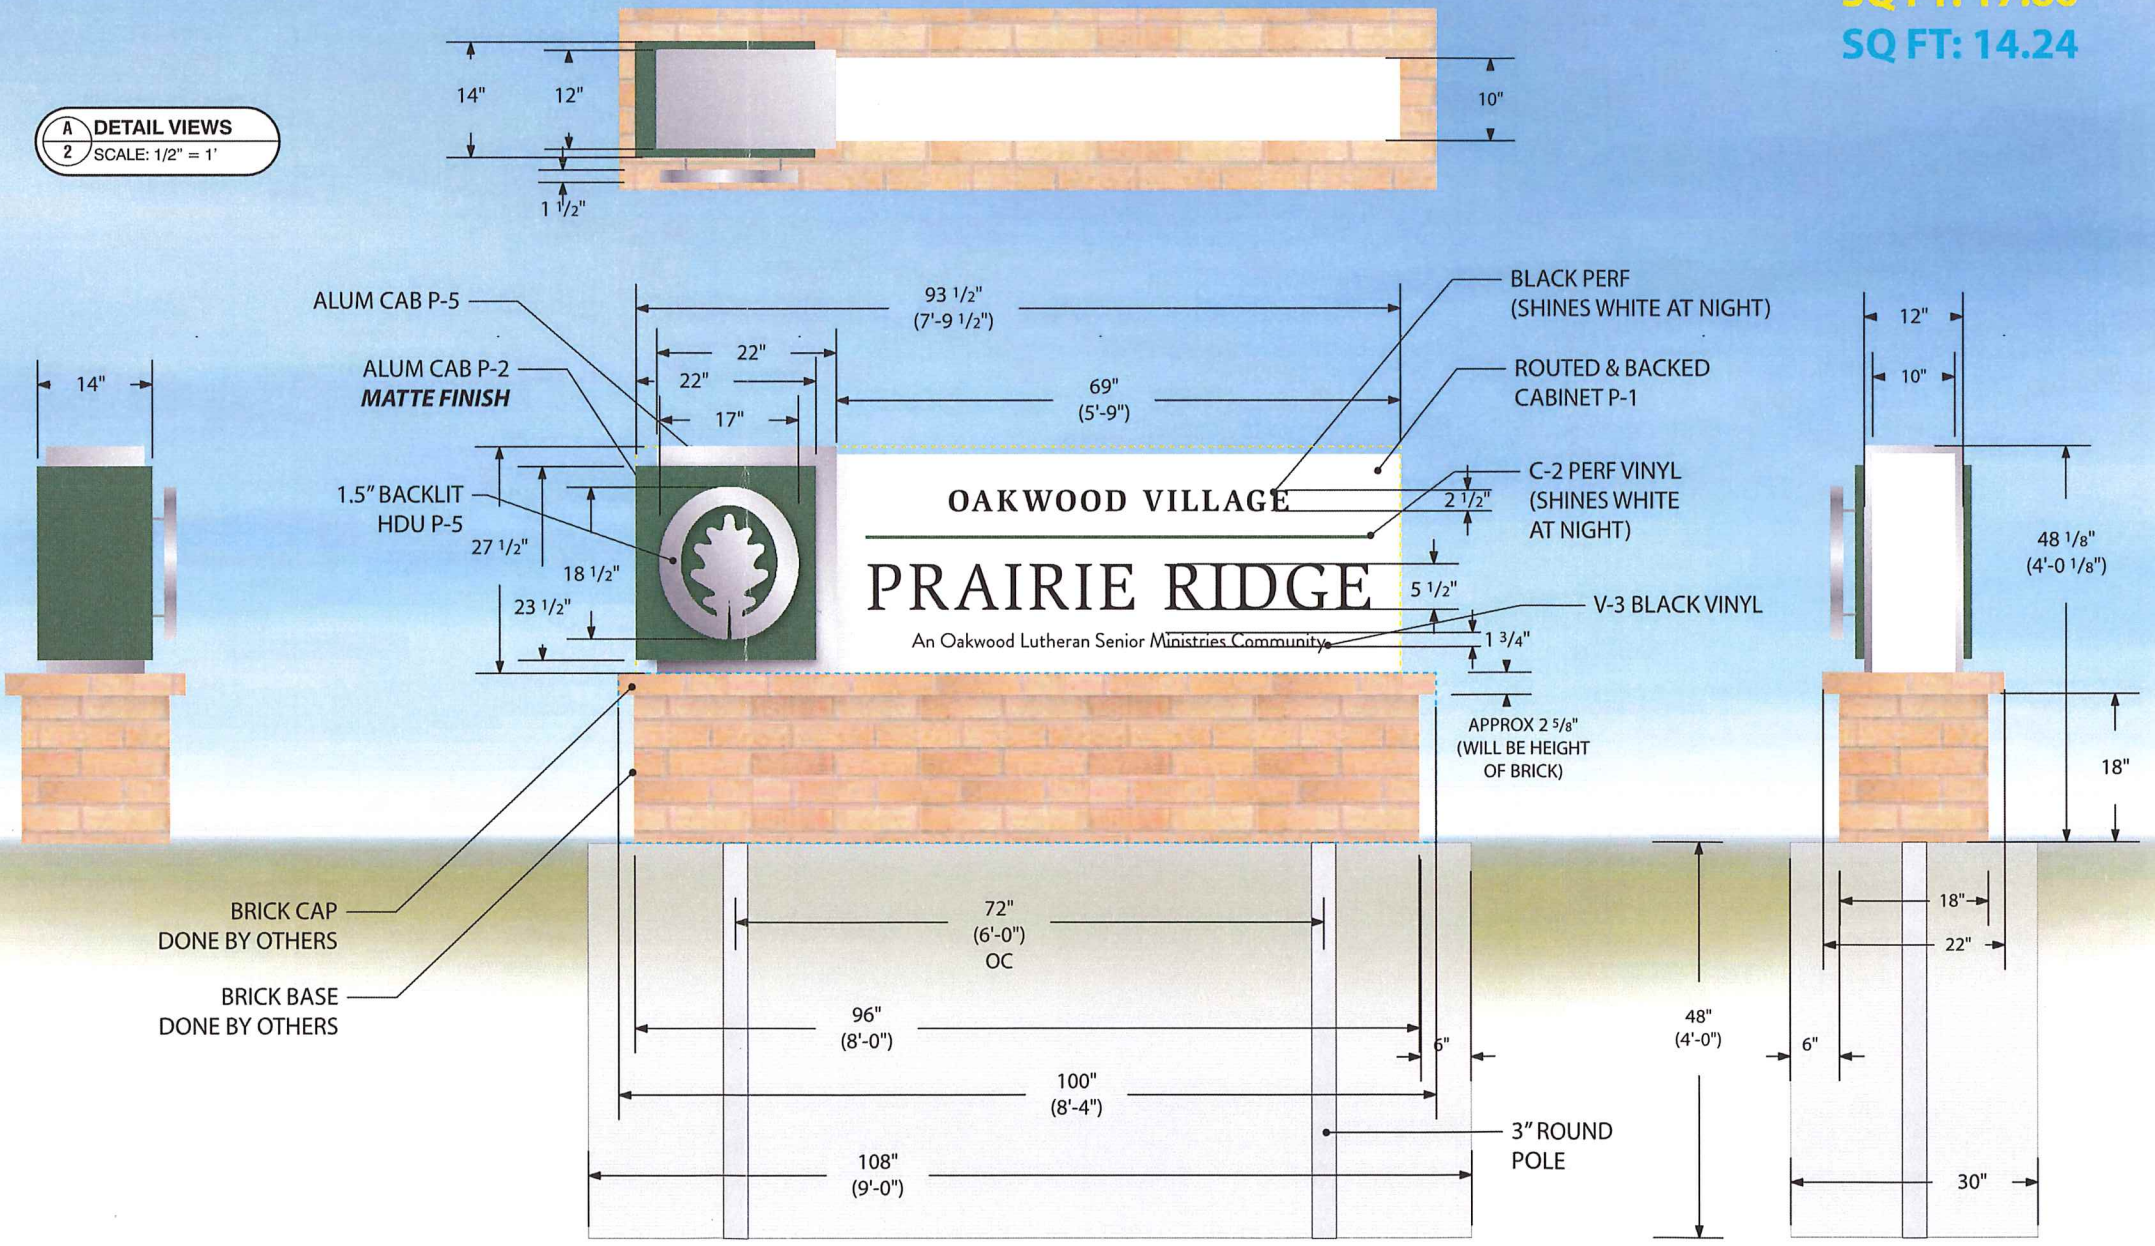 SQ FT: 14.24
14"
12"
10"
1 1/2"
A
2
DETAIL VIEWS
SCALE: 1/2" = 1'
ALUM CAB P-5
ALUM CAB P-2
MATTE FINISH
1.5" BACKLIT
HDU P-5
14"
93 1/2"
(7'-9 1/2")
22"
22"
17"
69"
(5'-9")
27 1/2"
23 1/2"
18 1/2"
OAKWOOD VILLAGE
PRAIRIE RIDGE
An Oakwood Lutheran Senior Ministries Community
2 1/2"
5 1/2"
1 3/4"
BLACK PERF
(SHINES WHITE AT NIGHT)
ROUTED & BACKED
CABINET P-1
C-2 PERF VINYL
(SHINES WHITE
AT NIGHT)
V-3 BLACK VINYL
APPROX 2 5/8"
(WILL BE HEIGHT
OF BRICK)
12"
10"
48 1/8"
(4'-0 1/8")
18"
BRICK CAP
DONE BY OTHERS
BRICK BASE
DONE BY OTHERS
72"
(6'-0")
OC
96"
(8'-0")
6"
100"
(8'-4")
108"
(9'-0")
3" ROUND
POLE
48"
(4'-0")
18"
22"
6"
30"